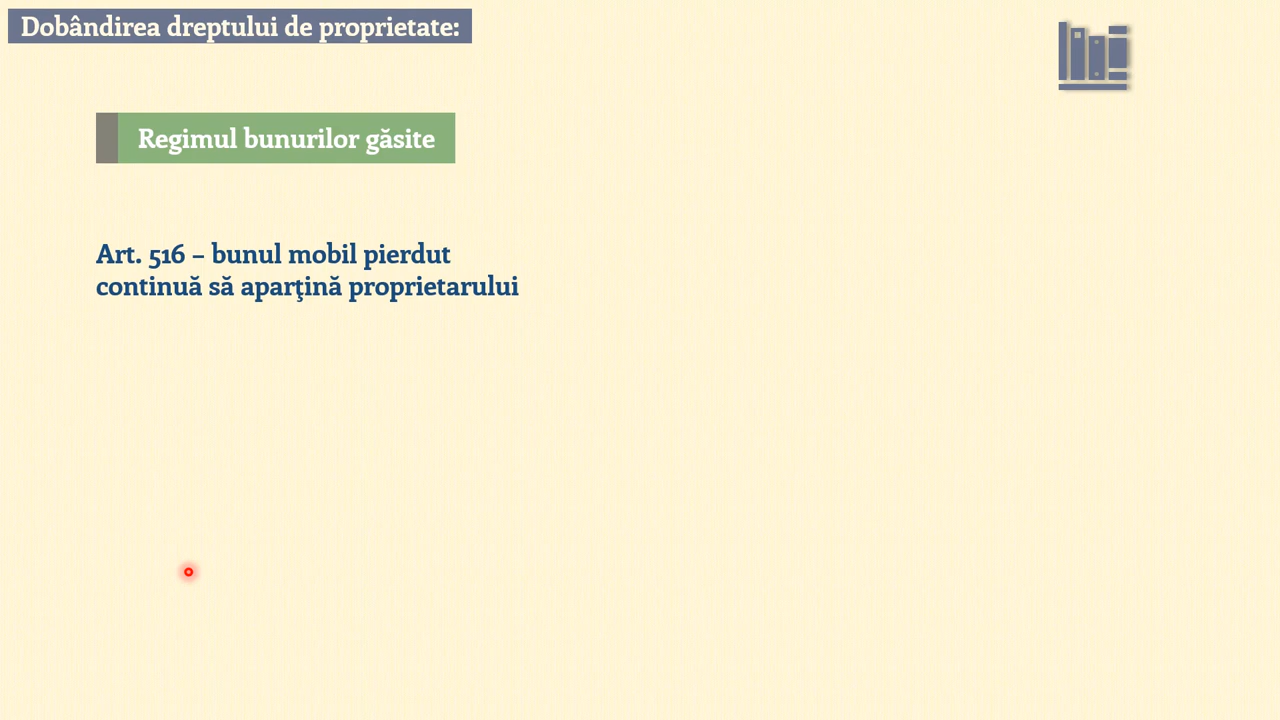 Dobândirea dreptului de proprietate:
Regimul bunurilor găsite
Art. 516 – bunul mobil pierdut
continuă să aparţină proprietarului